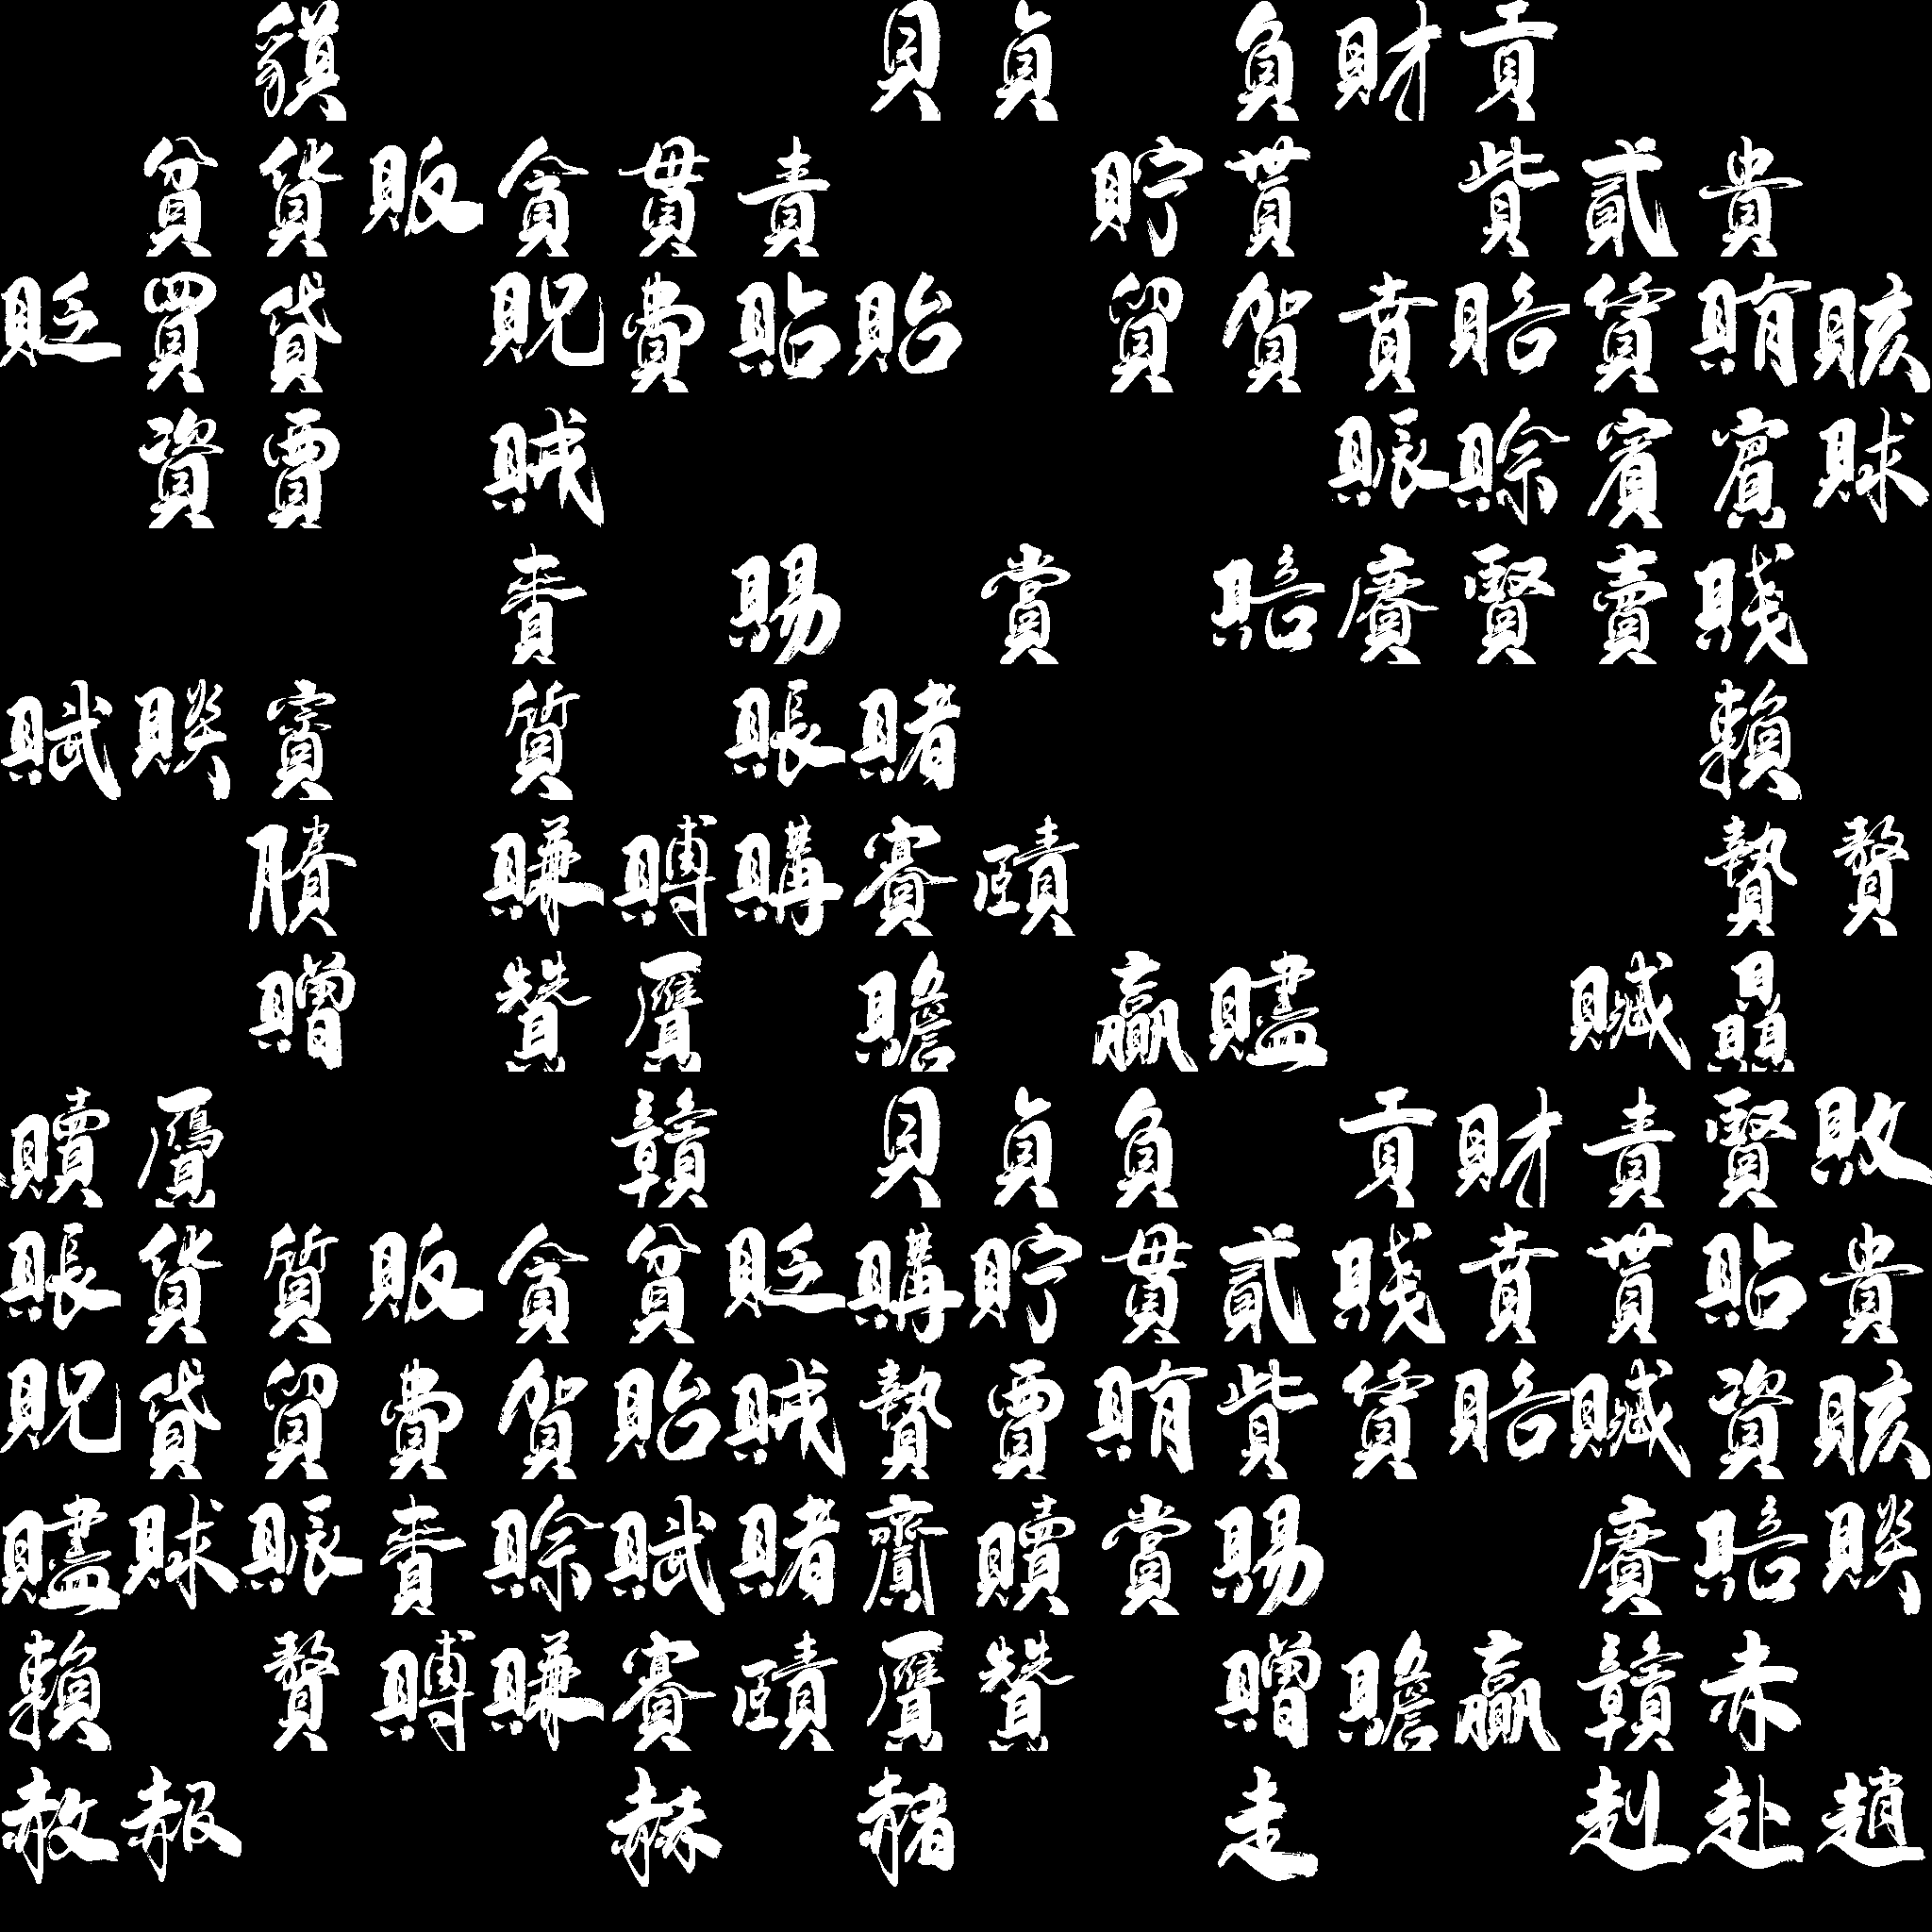 貘 貝 貞 負 財 貢
貧 貨 販 貪 貫 責 貯 貰 貲 貳 貴
貶 買 貸 貺 費 貼 貽 貿 賀 賁 賂 賃 賄 賅
資 賈 賊 賑 賒 賓 賔 賕
賚 賜 賞 賠 賡 賢 賣 賤
賦 賧 賨 質 賬 賭 賴
賸 賺 賻 購 賽 賾 贄 贅
贈 贊 贋 贍 贏 贐 贓 贔
贖 贗 贛 貝 貞 負 貢 財 責 賢 敗
賬 貨 質 販 貪 貧 貶 購 貯 貫 貳 賤 賁 貰 貼 貴
貺 貸 貿 費 賀 貽 賊 贄 賈 賄 貲 賃 賂 贓 資 賅
贐 賕 賑 賚 賒 賦 賭 齎 贖 賞 賜 賡 賠 賧
賴 贅 賻 賺 賽 賾 贋 贊 贈 贍 贏 贛 赤
赦 赧 赫 赭 走 赳 赴 趙